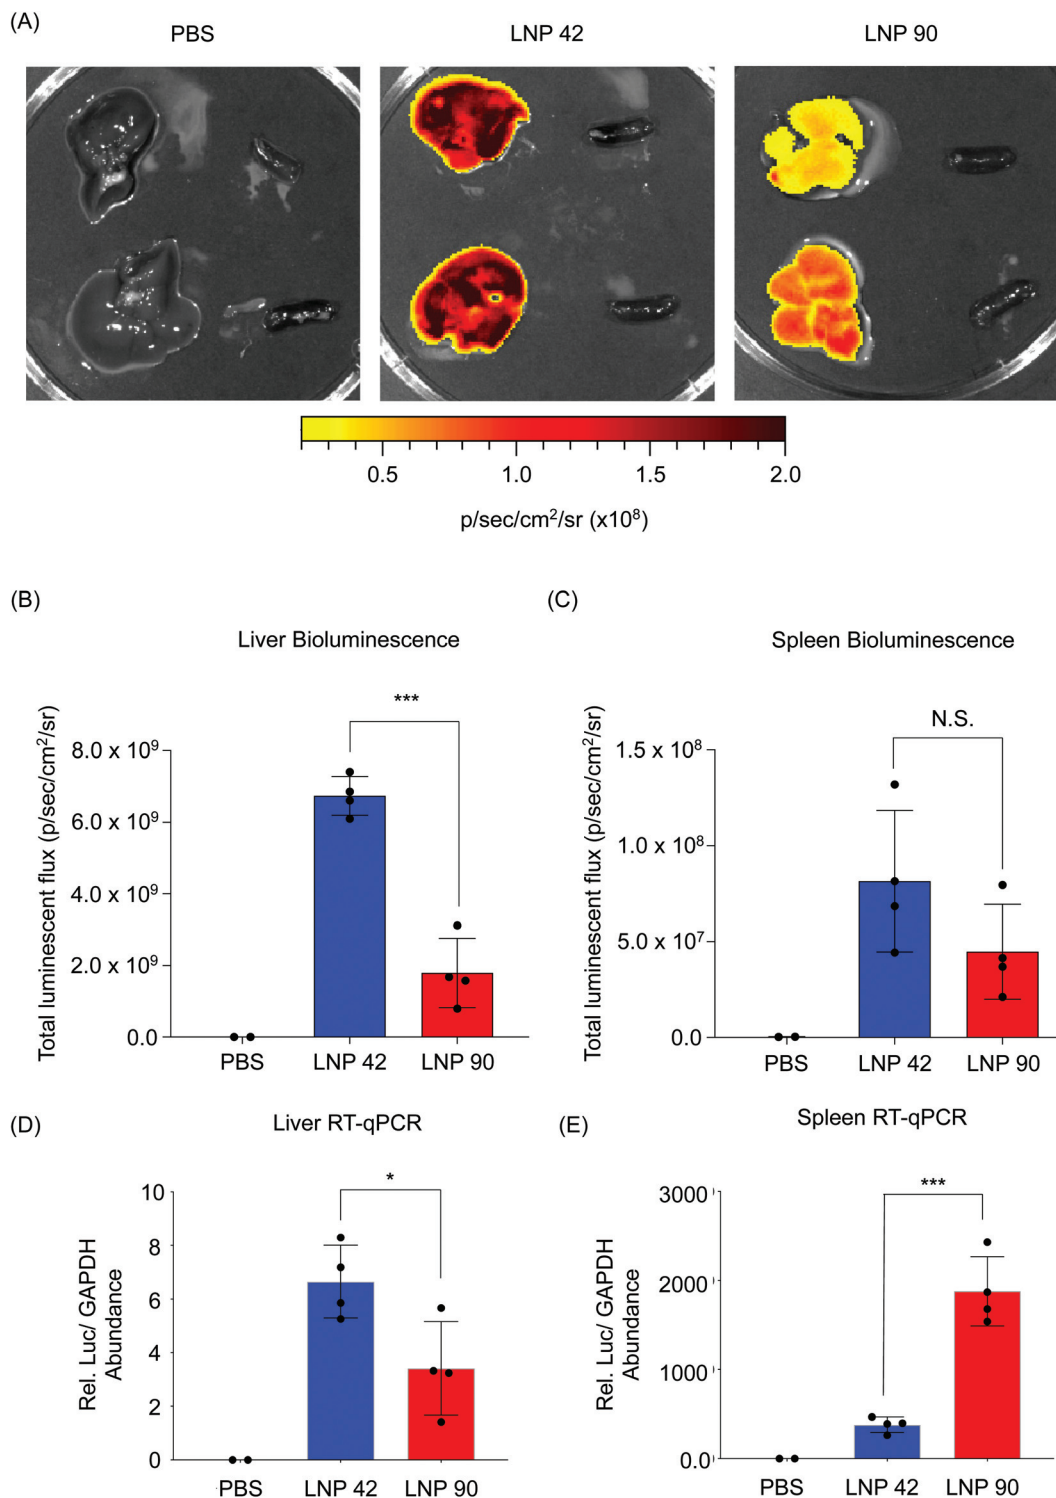 (A)
PBS
LNP 42
LNP 90
0.5
1.0
1.5
2.0
p/sec/cm²/sr (x10⁸)
(B)
Liver Bioluminescence
Total luminescent flux (p/sec/cm²/sr)
8.0 x 10⁹
6.0 x 10⁹
4.0 x 10⁹
2.0 x 10⁹
0.0
***
PBS
LNP 42
LNP 90
(C)
Spleen Bioluminescence
Total luminescent flux (p/sec/cm²/sr)
1.5 x 10⁸
1.0 x 10⁸
5.0 x 10⁷
0.0
N.S.
PBS
LNP 42
LNP 90
(D)
Liver RT-qPCR
Rel. Luc/ GAPDH
Abundance
10
8
6
4
2
0
*
PBS
LNP 42
LNP 90
(E)
Spleen RT-qPCR
Rel. Luc/ GAPDH
Abundance
3000
2000
1000
0.0
***
PBS
LNP 42
LNP 90